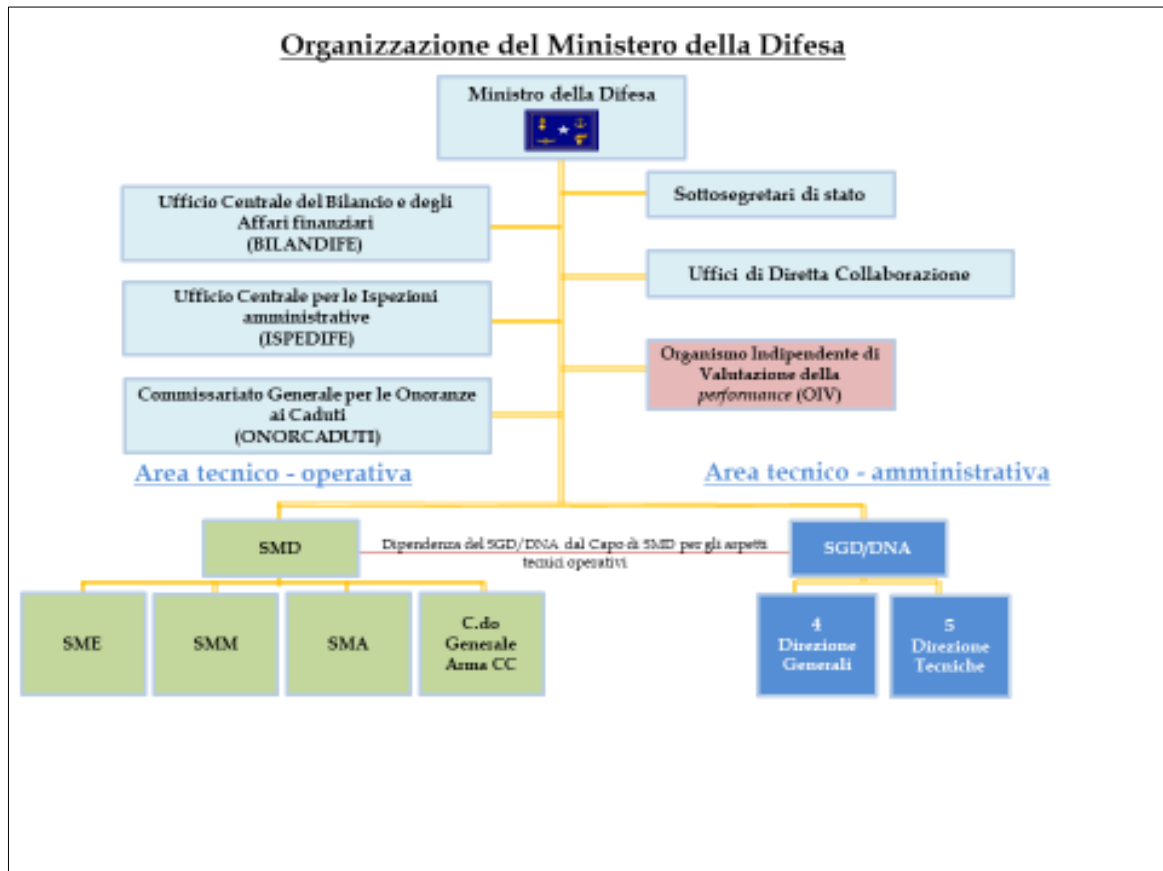 Organizzazione del Ministero della Difesa
Ministro della Difesa
Ufficio Centrale del Bilancio e degli
Affari finanziari
(BILANDIFE)
Sottosegretari di stato
Uffici di Diretta Collaborazione
Ufficio Centrale per le Ispezioni
amministrative
(ISPEDIFE)
Organismo Indipendente di
Valutazione della
performance (OIV)
Commissariato Generale per le Onoranze
ai Caduti
(ONORCADUTI)
Area tecnico - operativa
Area tecnico - amministrativa
SMD
Dipendenza del SGD/DNA dal Capo di SMD per gli aspetti
tecnici operativi
SGD/DNA
SME
SMM
SMA
C.do
Generale
Arma CC
4
Direzione
Generali
5
Direzione
Tecniche